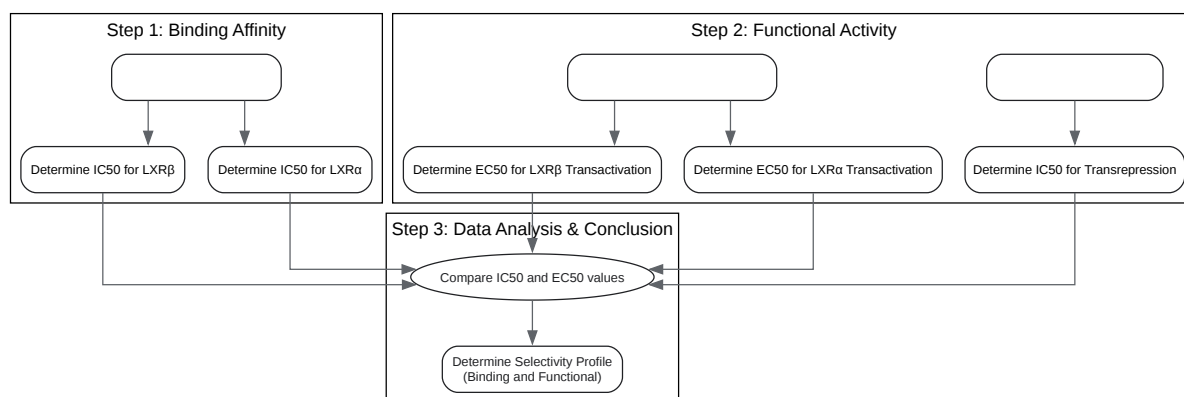 Step 1: Binding Affinity
Step 2: Functional Activity
Determine IC50 for LXRβ
Determine IC50 for LXRα
Determine EC50 for LXRβ Transactivation
Determine EC50 for LXRα Transactivation
Determine IC50 for Transrepression
Step 3: Data Analysis & Conclusion
Compare IC50 and EC50 values
Determine Selectivity Profile
(Binding and Functional)